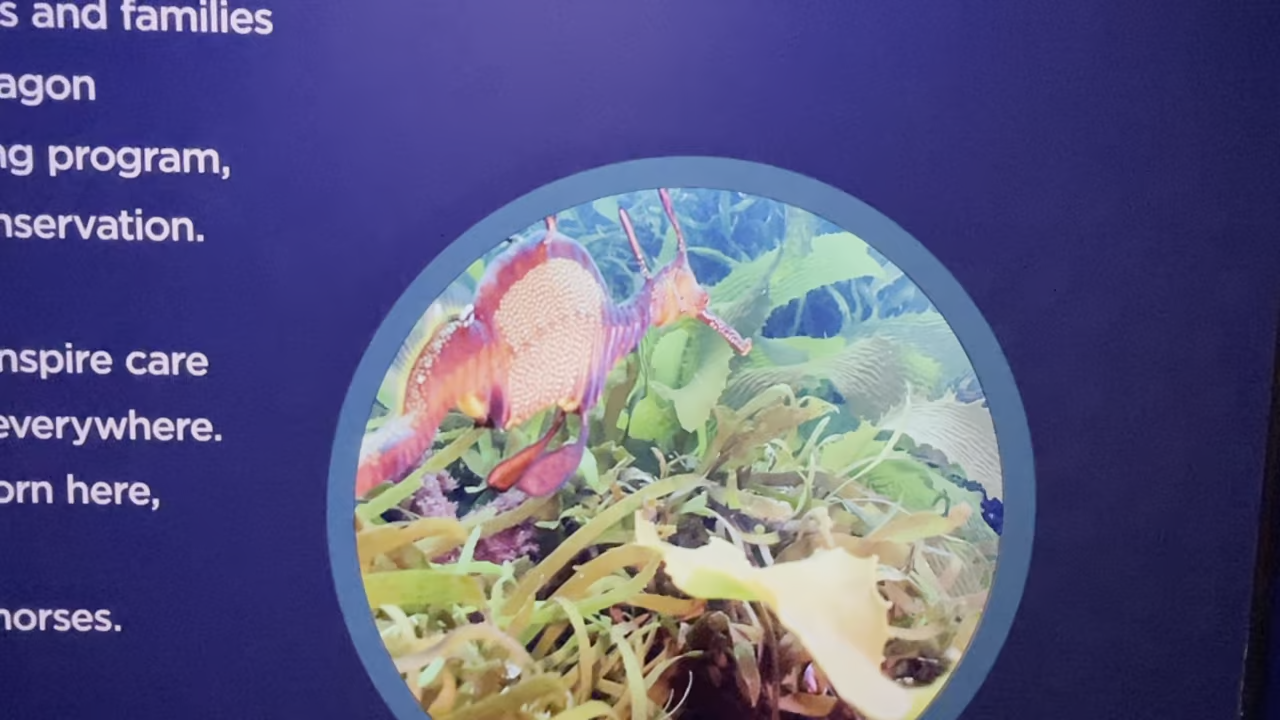 s and families
agon
ng program,
nservation.
nspire care
everywhere.
orn here,
horses.